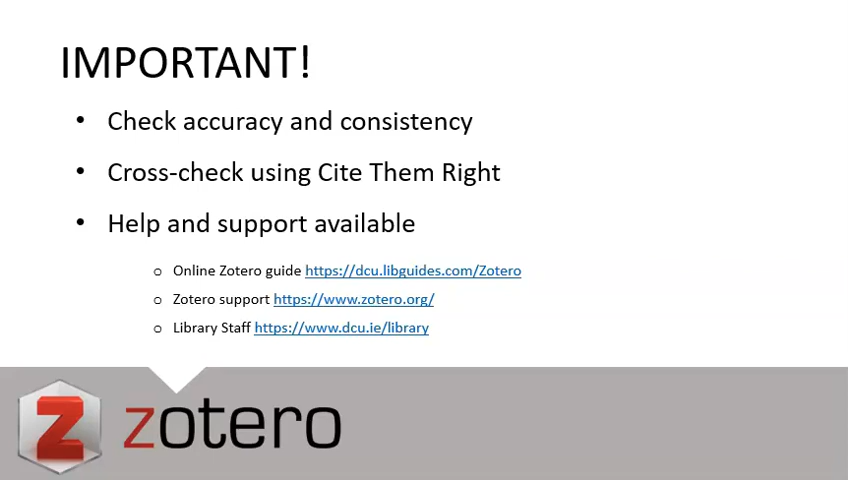 IMPORTANT!
• Check accuracy and consistency
• Cross-check using Cite Them Right
• Help and support available
o Online Zotero guide https://dcu.libguides.com/Zotero
o Zotero support https://www.zotero.org/
o Library Staff https://www.dcu.ie/library
Z zotero